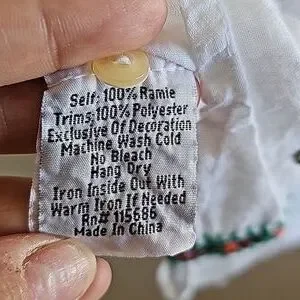 Self; 100% Ramie
Trims; 100% Polyester
Exclusive Of Decoration
Machine Wash Cold
No Bleach
Hang Dry
Iron Inside Out With
Warm Iron If Needed
Rn# 115686
Made In China